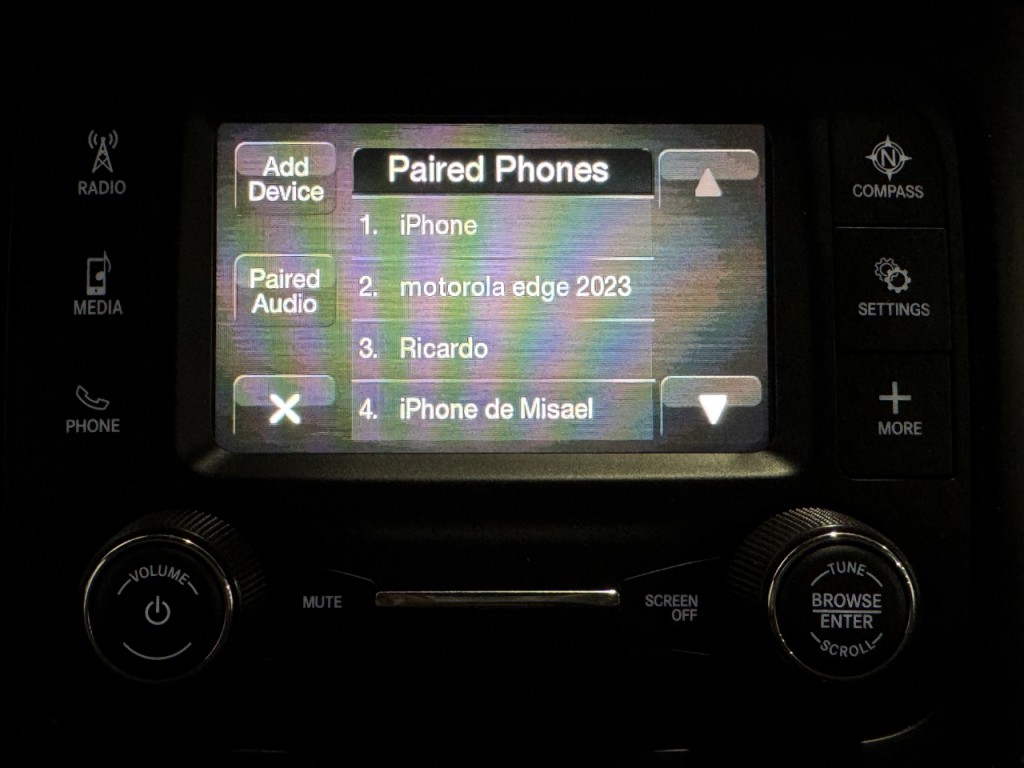 RADIO
MEDIA
PHONE
Add
Device
Paired
Audio
Paired Phones
1. iPhone
2. motorola edge 2023
3. Ricardo
4. iPhone de Misael
N
COMPASS
SETTINGS
MORE
VOLUME
MUTE
SCREEN
OFF
TUNE
BROWSE
ENTER
SCROLL